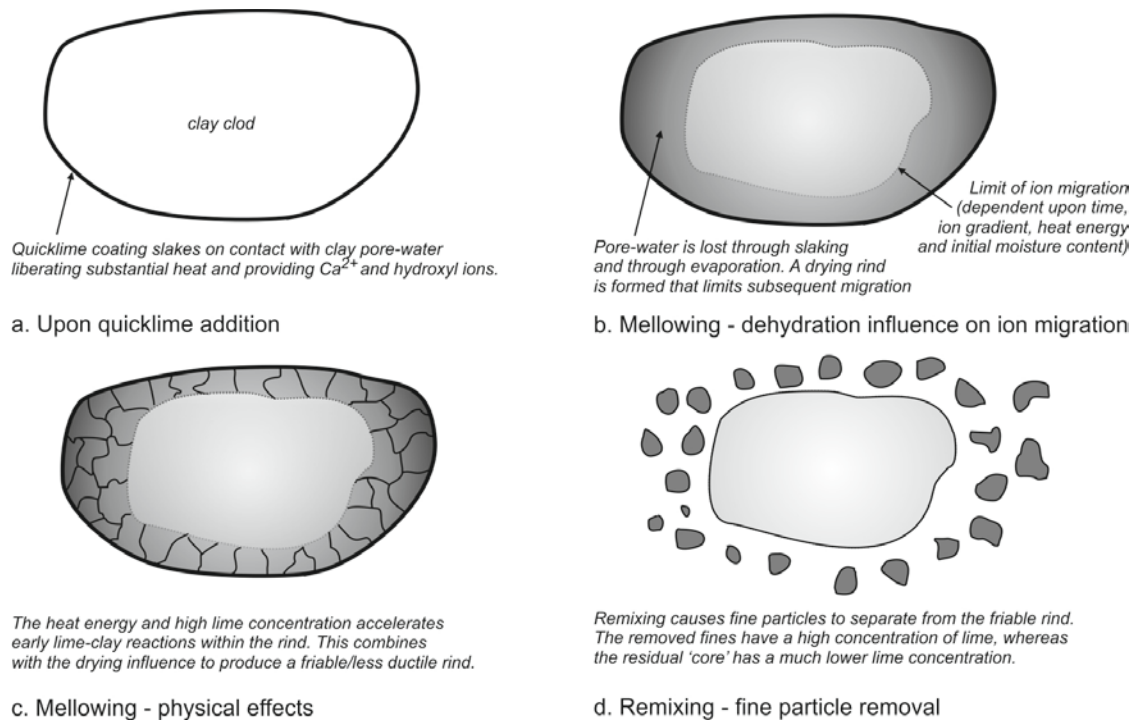 clay clod
Quicklime coating slakes on contact with clay pore-water
liberating substantial heat and providing Ca²⁺ and hydroxyl ions.
a. Upon quicklime addition
Limit of ion migration
(dependent upon time,
ion gradient, heat energy
and initial moisture content)
Pore-water is lost through slaking
and through evaporation. A drying rind
is formed that limits subsequent migration
b. Mellowing - dehydration influence on ion migration
The heat energy and high lime concentration accelerates
early lime-clay reactions within the rind. This combines
with the drying influence to produce a friable/less ductile rind.
c. Mellowing - physical effects
Remixing causes fine particles to separate from the friable rind.
The removed fines have a high concentration of lime, whereas
the residual ‘core’ has a much lower lime concentration.
d. Remixing - fine particle removal